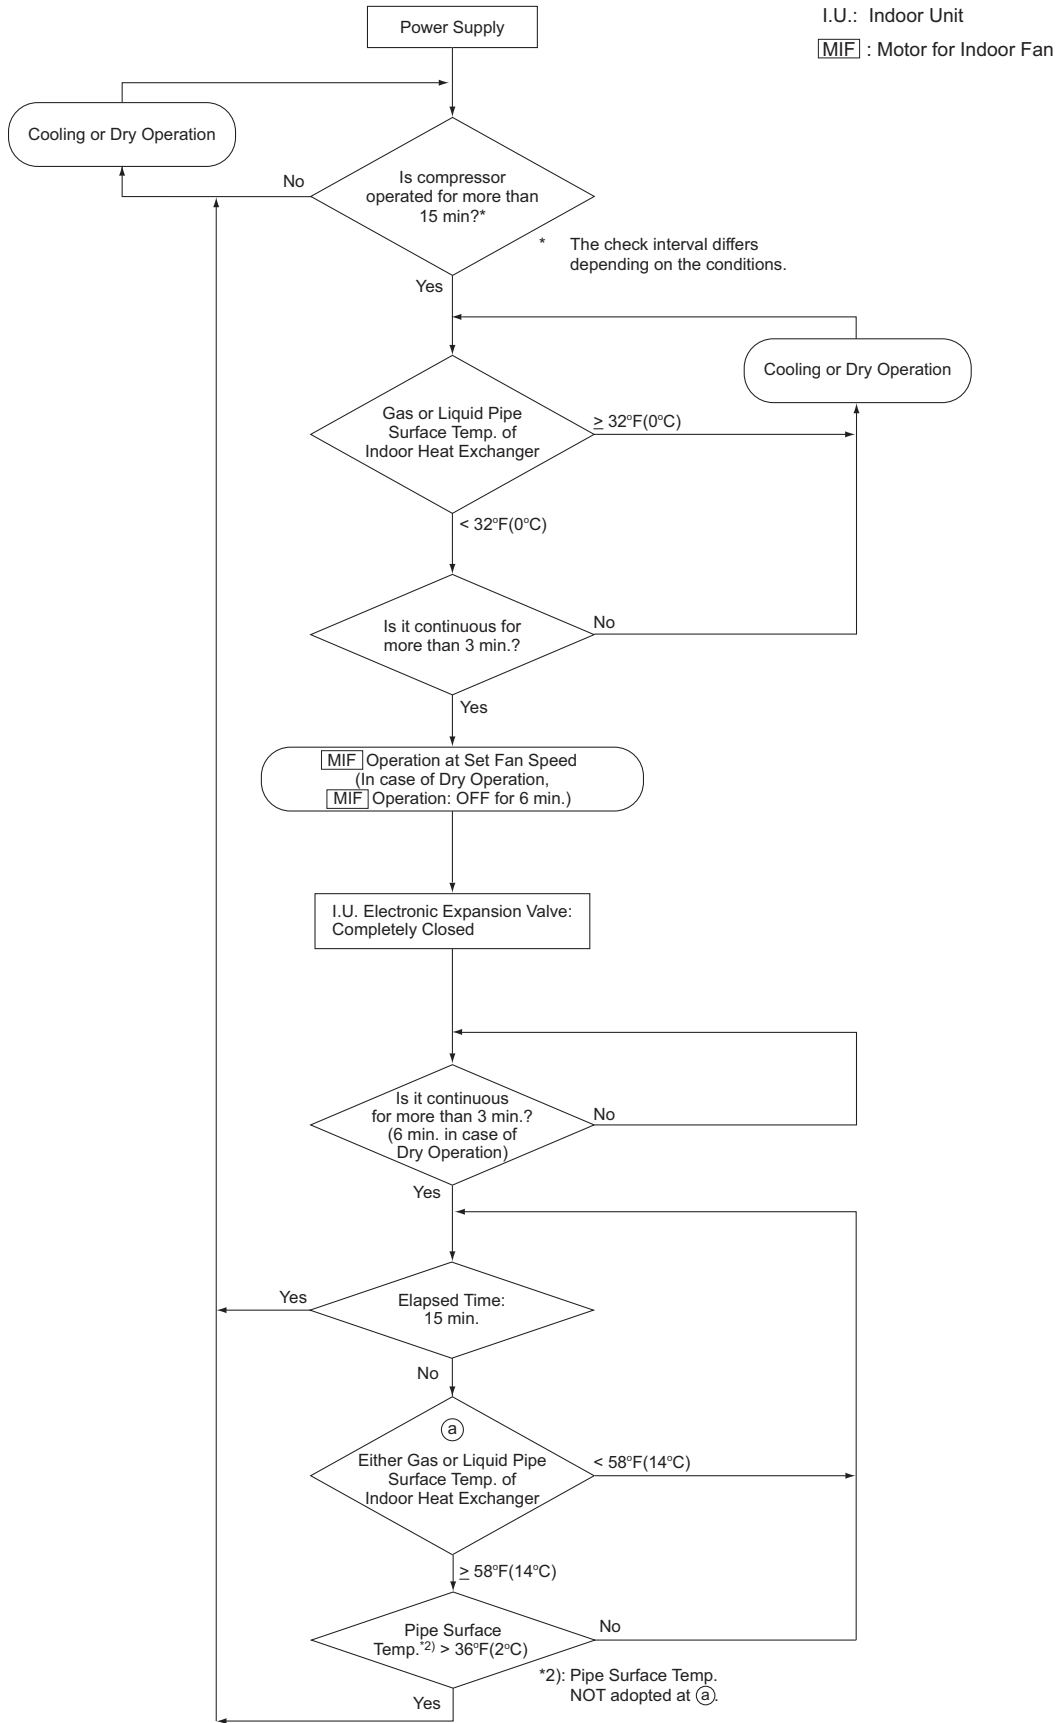 Power Supply
I.U.: Indoor Unit
MIF : Motor for Indoor Fan
Cooling or Dry Operation
No
Is compressor
operated for more than
15 min?*
* The check interval differs
depending on the conditions.
Yes
Cooling or Dry Operation
Gas or Liquid Pipe
Surface Temp. of
Indoor Heat Exchanger
≥ 32°F(0°C)
< 32°F(0°C)
Is it continuous for
more than 3 min.?
No
Yes
MIF Operation at Set Fan Speed
(In case of Dry Operation,
MIF Operation: OFF for 6 min.)
I.U. Electronic Expansion Valve:
Completely Closed
Is it continuous
for more than 3 min.?
(6 min. in case of
Dry Operation)
No
Yes
Yes
Elapsed Time:
15 min.
No
ⓐ
Either Gas or Liquid Pipe
Surface Temp. of
Indoor Heat Exchanger
< 58°F(14°C)
≥ 58°F(14°C)
Pipe Surface
Temp.*2) > 36°F(2°C)
No
*2): Pipe Surface Temp.
NOT adopted at ⓐ.
Yes